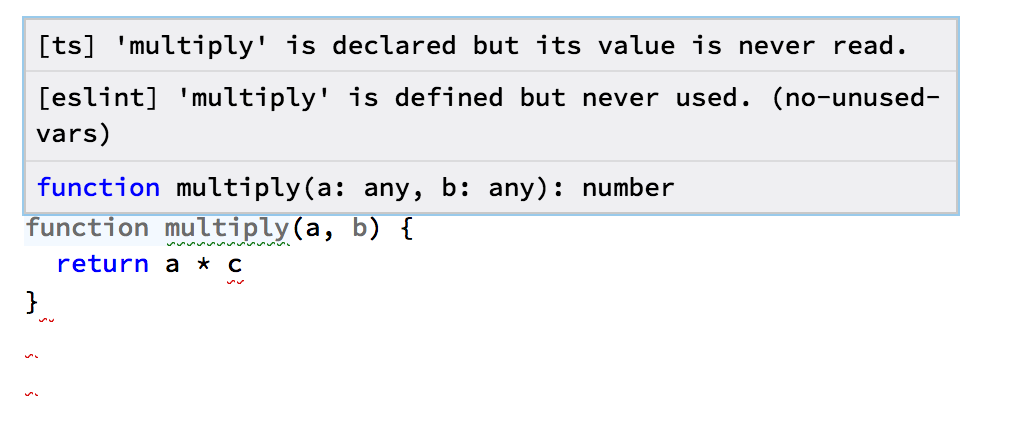 [ts] 'multiply' is declared but its value is never read.
[eslint] 'multiply' is defined but never used. (no-unused-
vars)
function multiply(a: any, b: any): number
function multiply(a, b) {
  return a * c
}